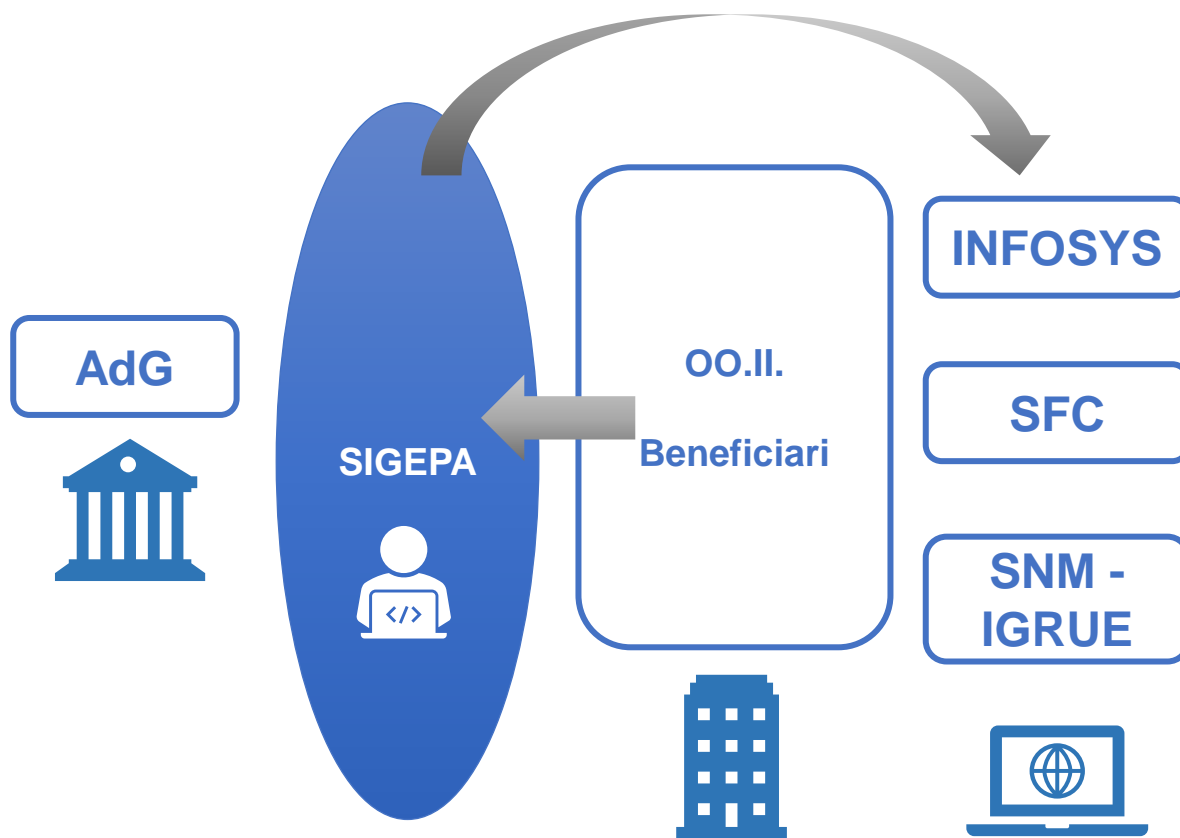 AdG
SIGEPA
</>
OO.II.
Beneficiari
INFOSYS
SFC
SNM -
IGRUE